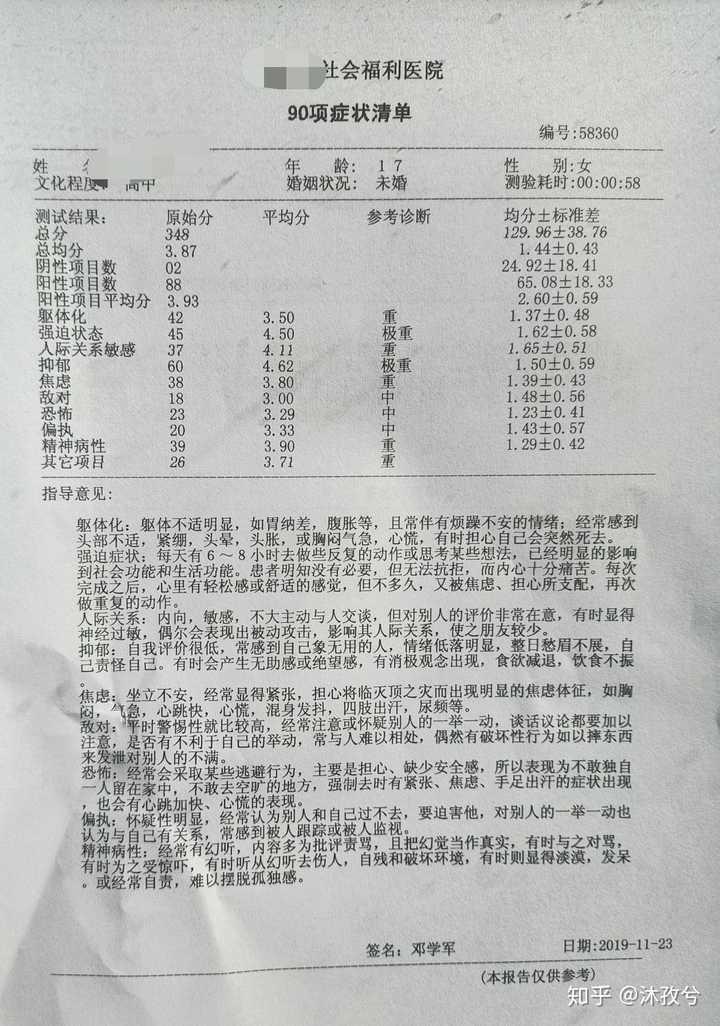 社会福利医院
90项症状清单
编号:58360
姓 年 龄: 17 性 别:女
文化程度: 高中 婚姻状况: 未婚 测验耗时:00:00:58
测试结果: 原始分 平均分 参考诊断 均分±标准差
总分 348 129.96±38.76
总均分 3.87 1.44±0.43
阴性项目数 02 24.92±18.41
阳性项目数 88 65.08±18.33
阳性项目平均分 3.93 2.60±0.59
躯体化 42 3.50 重 1.37±0.48
强迫状态 45 4.50 极重 1.62±0.58
人际关系敏感 37 4.11 重 1.65±0.51
抑郁 60 4.62 极重 1.50±0.59
焦虑 38 3.80 重 1.39±0.43
敌对 18 3.00 中 1.48±0.56
恐怖 23 3.29 中 1.23±0.41
偏执 20 3.33 中 1.43±0.57
精神病性 39 3.90 重 1.29±0.42
其它项目 26 3.71 重
指导意见:
躯体化: 躯体不适明显，如胃纳差，腹胀等，且常伴有烦躁不安的情绪；经常感到
头部不适，紧绷，头晕，头胀，或胸闷气急，心慌，有时担心自己会突然死去。
强迫症状: 每天有6～8小时去做些反复的动作或思考某些想法，已经明显的影响
到社会功能和生活功能。患者明知没有必要，但无法抗拒，而内心十分痛苦。每次
完成之后，心里有轻松感或舒适的感觉，但不多久，又被焦虑、担心所支配，再次
做重复的动作。
人际关系: 内向，敏感，不大主动与人交谈，但对别人的评价非常在意，有时显得
神经过敏，偶尔会表现出被动攻击，影响其人际关系，使之朋友较少。
抑郁: 自我评价很低，常感到自己象无用的人，情绪低落明显，整日愁眉不展，自
己责怪自己。有时会产生无助感或绝望感，有消极观念出现，食欲减退，饮食不振
。
焦虑: 坐立不安，经常显得紧张，担心将临灭顶之灾而出现明显的焦虑体征，如胸
闷，气急，心跳快，心慌，混身发抖，四肢出汗，尿频等。
敌对: 平时警惕性就比较高，经常注意或怀疑别人的一举一动，谈话议论都要加以
注意，是否有不利于自己的举动，常与人难以相处，偶然有破坏性行为如以摔东西
来发泄对别人的不满。
恐怖: 经常会采取某些逃避行为，主要是担心、缺少安全感，所以表现为不敢独自
一人留在家中，不敢去空旷的地方，强制去时有紧张、焦虑、手足出汗的症状出现
，也会有心跳加快、心慌的表现。
偏执: 怀疑性明显，经常认为别人和自己过不去，要迫害他，对别人的一举一动也
认为与自己有关系，常感到被人跟踪或被人监视。
精神病性: 经常有幻听，内容多为批评责骂，且把幻觉当作真实，有时与之对骂，
有时为之受惊吓，有时听从幻听去伤人，自残和破坏环境，有时则显得淡漠，发呆
。或经常自责，难以摆脱孤独感。
签名: 邓学军 日期:2019-11-23
(本报告仅供参考)
知乎 @沐孜兮